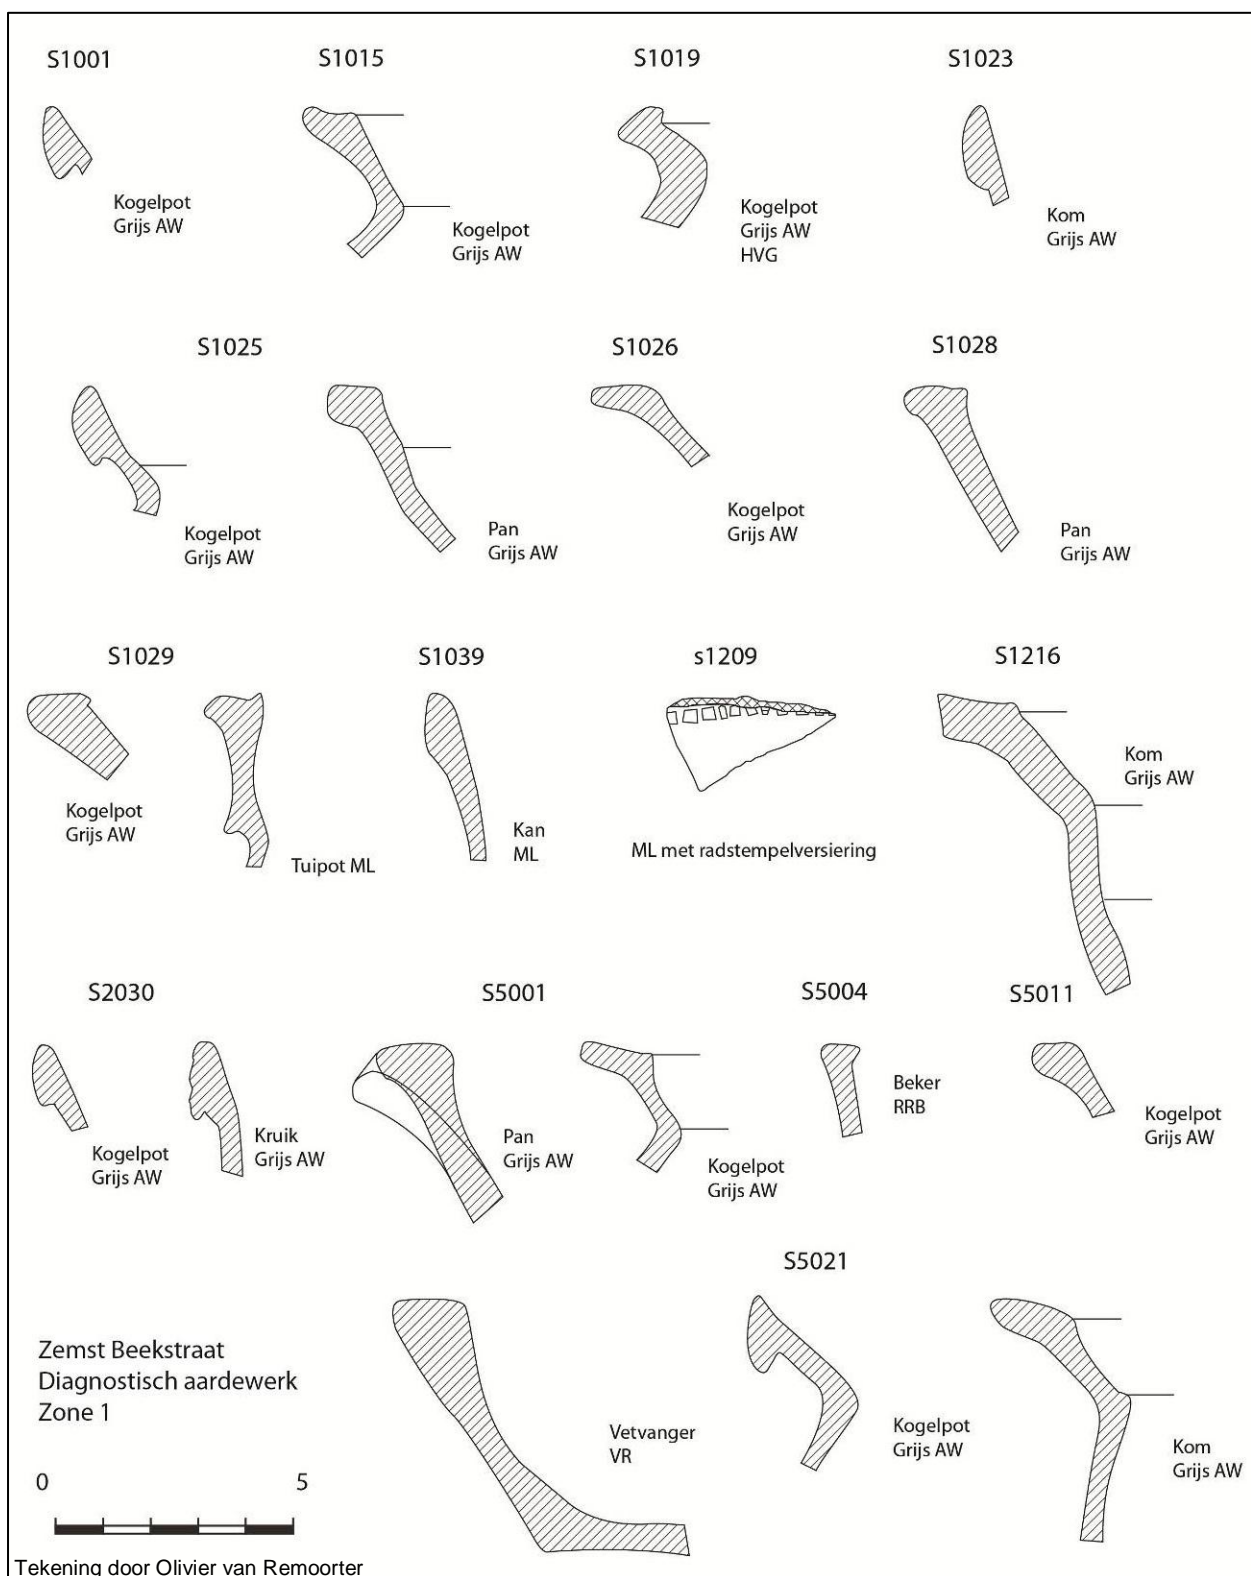 S1001
S1015
S1019
S1023
Kogelpot
Grijs AW
Kogelpot
Grijs AW
Kogelpot
Grijs AW
HVG
Kom
Grijs AW
S1025
S1026
S1028
Kogelpot
Grijs AW
Pan
Grijs AW
Kogelpot
Grijs AW
Pan
Grijs AW
S1029
S1039
s1209
S1216
Kogelpot
Grijs AW
Tuipot ML
Kan
ML
ML met radstempelversiering
Kom
Grijs AW
S2030
S5001
S5004
S5011
Kogelpot
Grijs AW
Kruik
Grijs AW
Pan
Grijs AW
Kogelpot
Grijs AW
Beker
RRB
Kogelpot
Grijs AW
S5021
Vetvanger
VR
Kogelpot
Grijs AW
Kom
Grijs AW
Zemst Beekstraat
Diagnostisch aardewerk
Zone 1
0 5
Tekening door Olivier van Remoorter